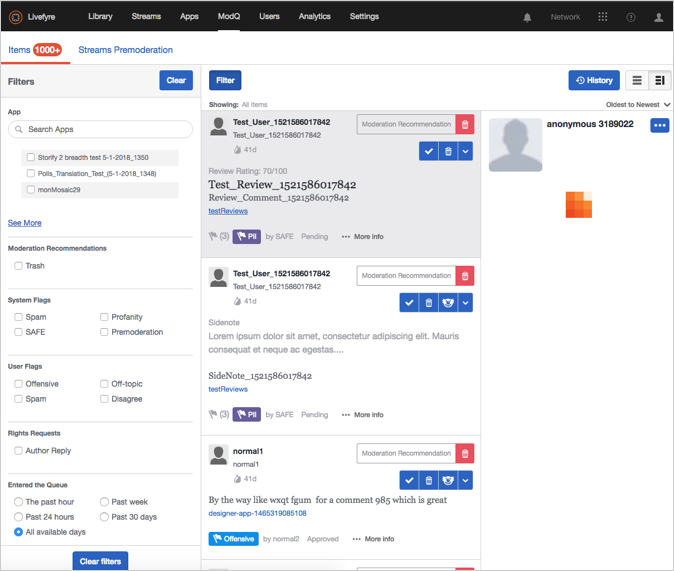 Livefyre Library Streams Apps ModQ Users Analytics Settings Network
Items 1000+ Streams Premoderation
Filters Clear
App
Search Apps
Storify 2 breadth test 5-1-2018_1350
Polls_Translation_Test_(5-1-2018_1348)
monMosaic29
See More
Moderation Recommendations
Trash
System Flags
Spam Profanity
SAFE Premoderation
User Flags
Offensive Off-topic
Spam Disagree
Rights Requests
Author Reply
Entered the Queue
The past hour Past week
Past 24 hours Past 30 days
All available days
Clear filters
Filter History
Showing: All items Oldest to Newest
Test_User_1521586017842 Moderation Recommendation
Test_User_1521586017842
41d
Review Rating: 70/100
Test_Review_1521586017842
Review_Comment_1521586017842
testReviews
(3) PII by SAFE Pending ••• More info
Test_User_1521586017842 Moderation Recommendation
Test_User_1521586017842
41d
Sidenote
Lorem ipsum dolor sit amet, consectetur adipiscing elit. Mauris
consequat et neque ac egestas....
SideNote_1521586017842
testReviews
(3) PII by SAFE Pending ••• More info
normal1 Moderation Recommendation
normal1
41d
By the way like wxqt fgum for a comment 985 which is great
designer-app-1465319085108
Offensive by normal2 Approved ••• More info
anonymous 3189022